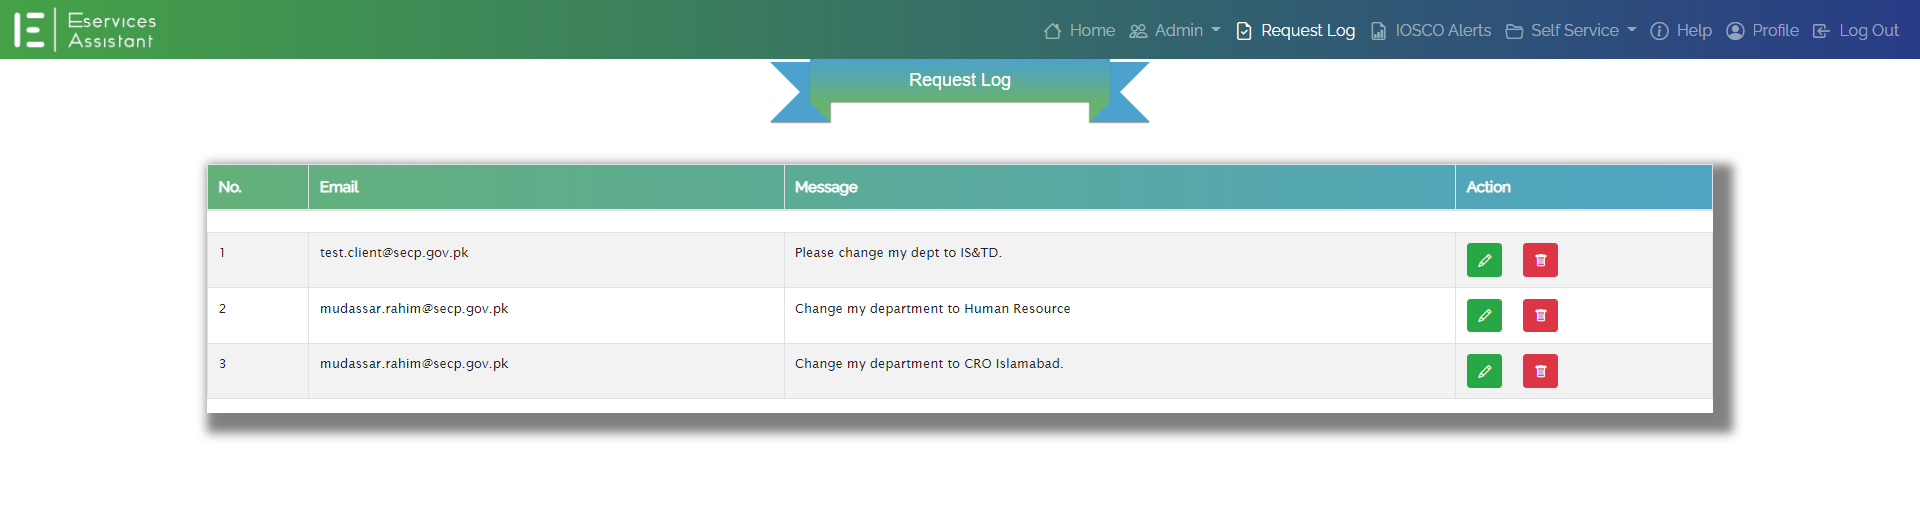 Eservices
Assistant
Home Admin Request Log IOSCO Alerts Self Service Help Profile Log Out
Request Log
No. Email Message Action
1 test.client@secp.gov.pk Please change my dept to IS&TD.
2 mudassar.rahim@secp.gov.pk Change my department to Human Resource
3 mudassar.rahim@secp.gov.pk Change my department to CRO Islamabad.